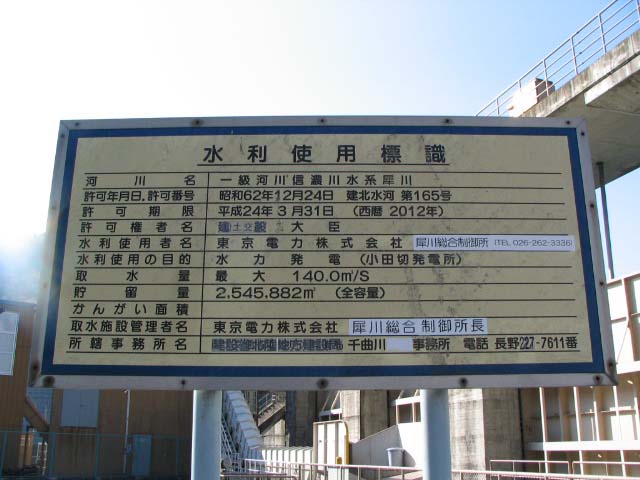 水利使用標識
河川名 一級河川信濃川水系犀川
許可年月日.許可番号 昭和62年12月24日 建北水河 第165号
許可期限 平成24年3月31日 (西暦 2012年)
許可権者名 大臣
水利使用者名 東京電力株式会社 犀川総合制御所 (TEL 026-262-3336)
水利使用の目的 水力発電 (小田切発電所)
取水量 最大 140.0㎥/S
貯留量 2,545,882㎥ (全容量)
かんがい面積
取水施設管理者名 東京電力株式会社 犀川総合制御所長
所轄事務所名 千曲川 事務所 電話 長野227-7611番